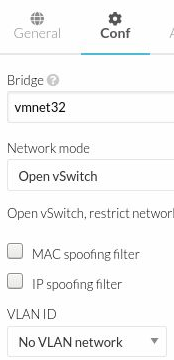 General Conf
Bridge
vmnet32
Network mode
Open vSwitch
Open vSwitch, restrict networ
MAC spoofing filter
IP spoofing filter
VLAN ID
No VLAN network